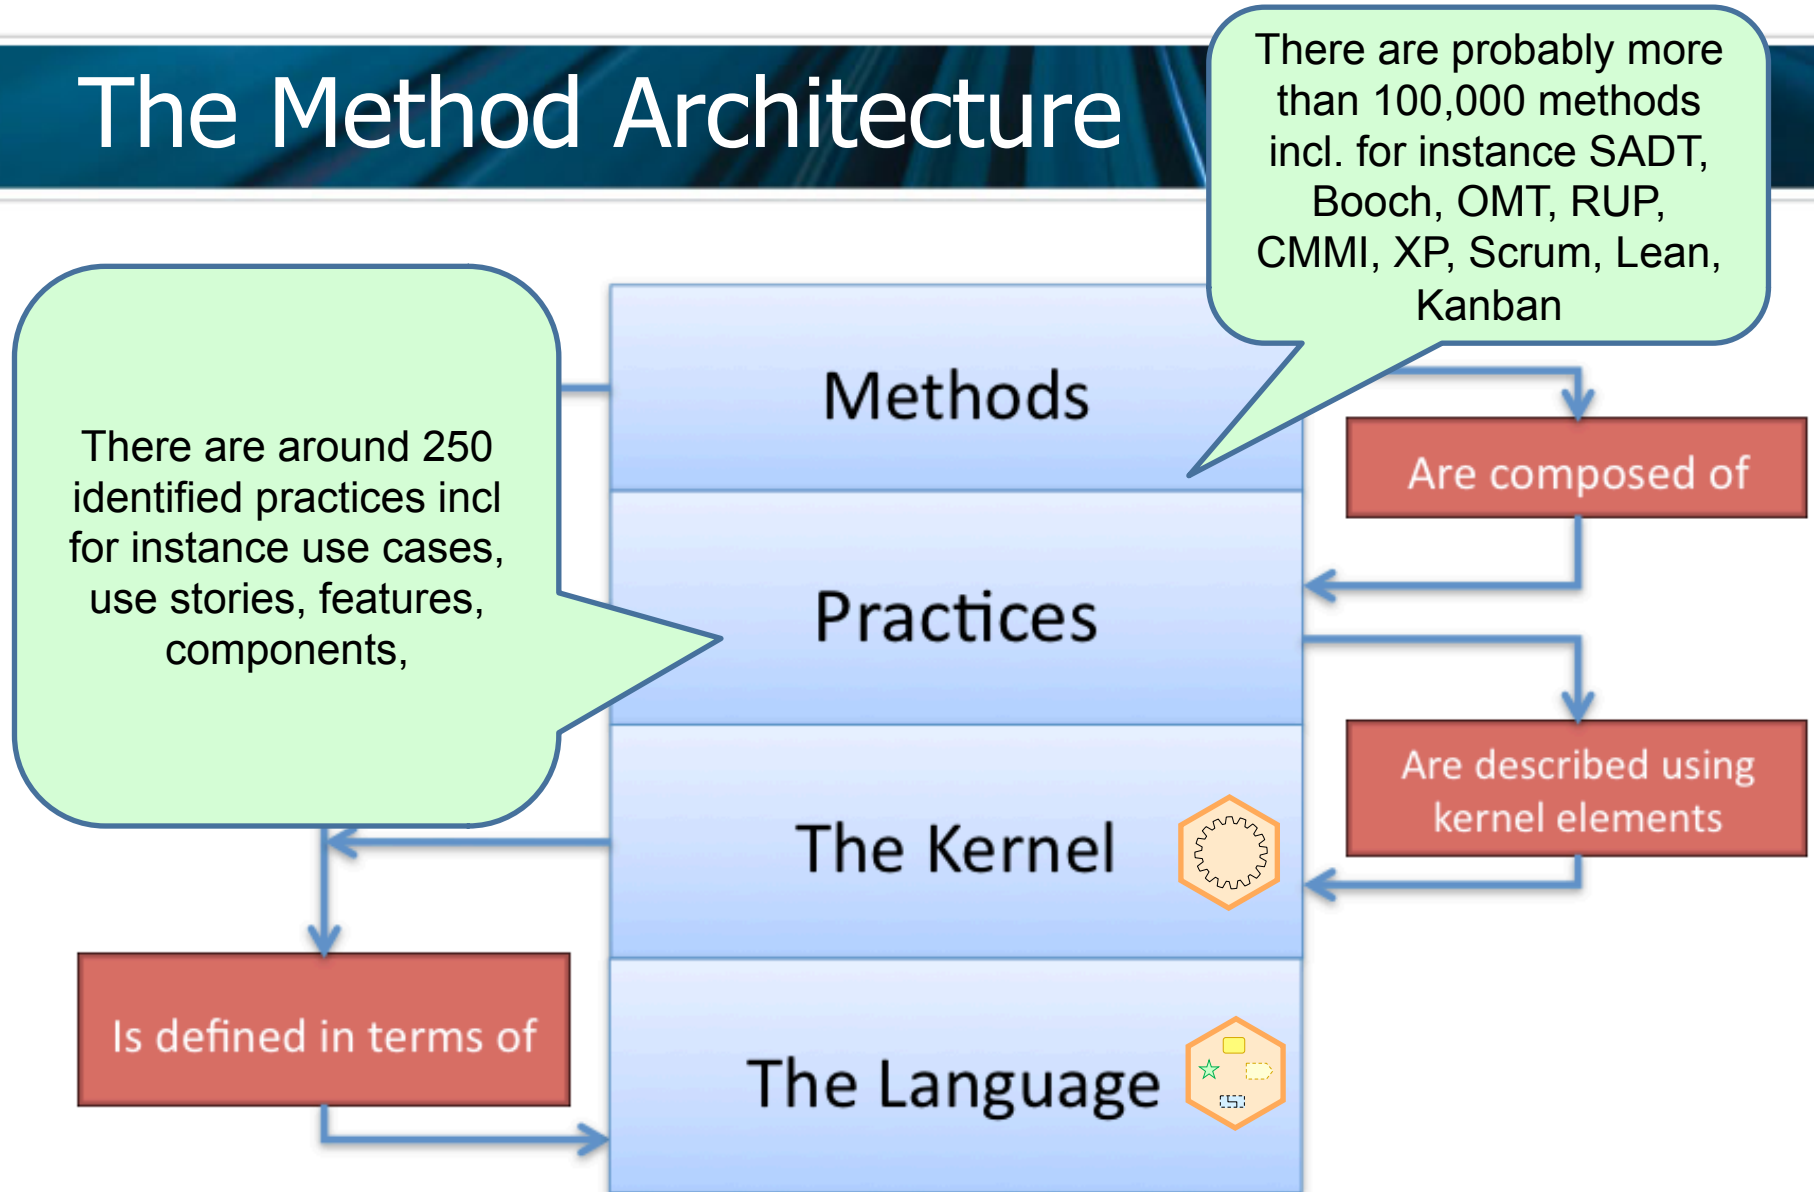 The Method Architecture
There are probably more
than 100,000 methods
incl. for instance SADT,
Booch, OMT, RUP,
CMMI, XP, Scrum, Lean,
Kanban
There are around 250
identified practices incl
for instance use cases,
use stories, features,
components,
Methods
Are composed of
Practices
Are described using
kernel elements
The Kernel
Is defined in terms of
The Language